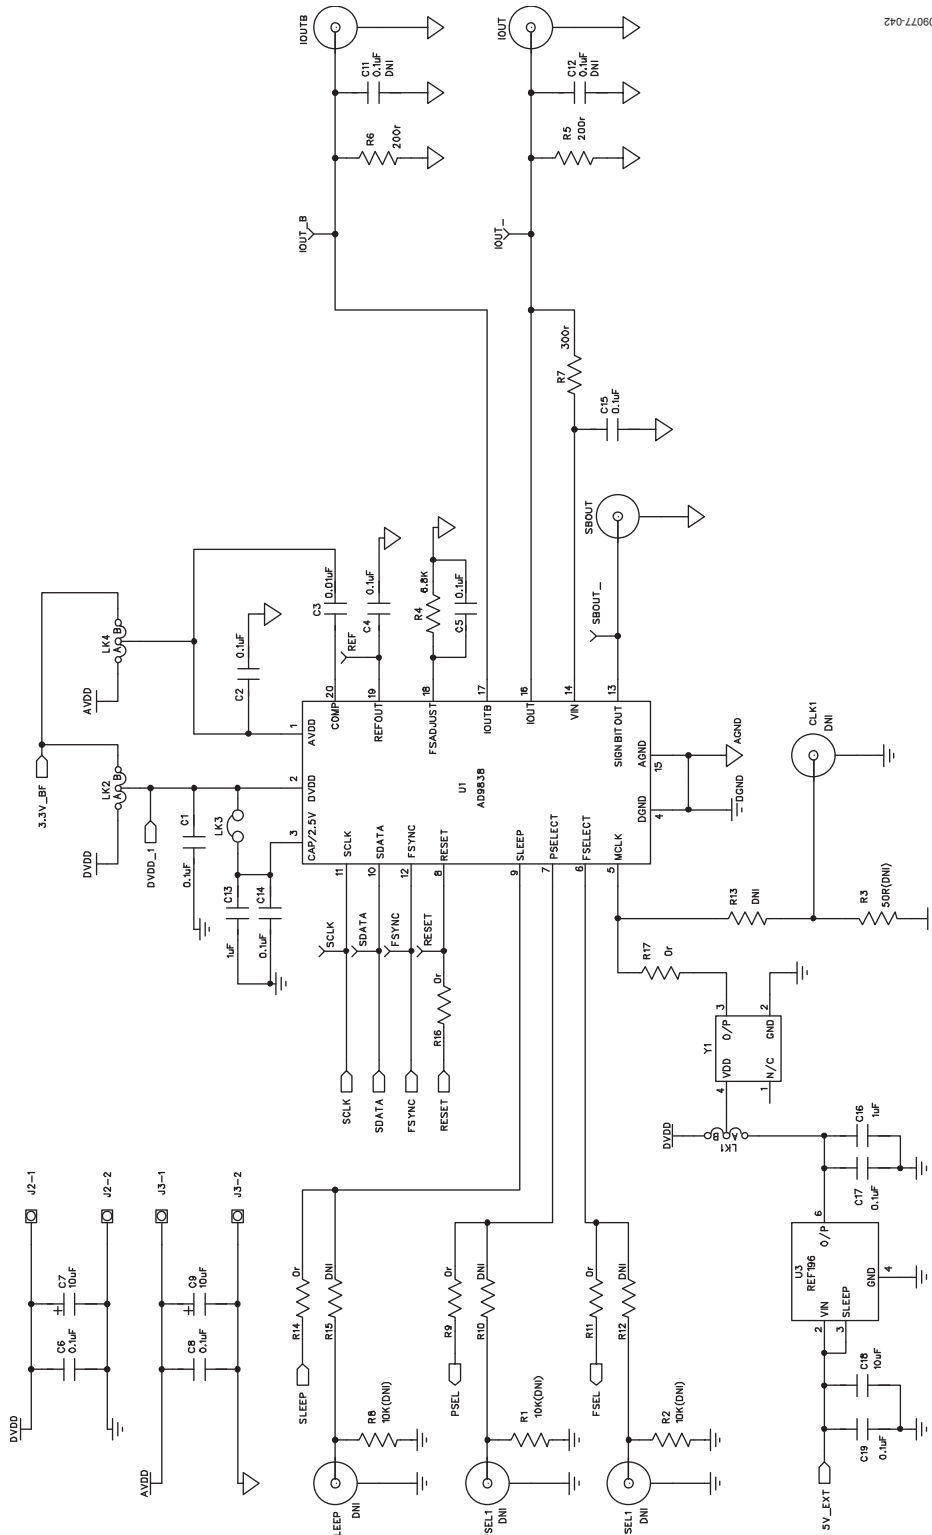 09077-042
IOUTB
IOUT
C11
0.1uF
DNI
C12
0.1uF
DNI
R6
200r
R5
200r
IOUT_B
IOUT_
R7
300r
C15
0.1uF
SBOUT
SBOUT_
3.3V_BF
AVDD
LK4
A
B
DVDD
LK2
A
B
DVDD_1
C1
0.1uF
C2
0.1uF
LK3
C13
1uF
C14
0.1uF
C3
0.01uF
C4
0.1uF
REF
R4
6.8K
C5
0.1uF
U1
AD9838
1
AVDD
2
DVDD
3
CAP/2.5V
COMP
20
REFOUT
19
FSADJUST
18
IOUTB
17
IOUT
16
VIN
14
SIGN BIT OUT
13
SCLK
11
SDATA
10
FSYNC
12
RESET
8
SLEEP
9
PSELECT
7
FSELECT
6
MCLK
5
DGND
4
AGND
15
DGND
AGND
SCLK
SDATA
FSYNC
RESET
R16
0r
SCLK
SDATA
FSYNC
RESET
CLK1
DNI
R13
DNI
R3
50R(DNI)
R17
0r
Y1
3
O/P
2
GND
4
VDD
1
N/C
DVDD
LK1
B
A
C16
1uF
C17
0.1uF
U3
REF196
6
O/P
GND
4
VIN
2
SLEEP
3
C18
10uF
C19
0.1uF
5V_EXT
J2-1
J2-2
C7
10uF
+
C6
0.1uF
DVDD
J3-1
J3-2
C9
10uF
+
C8
0.1uF
AVDD
R14
0r
R15
DNI
SLEEP
R8
10K(DNI)
LEEP
DNI
R9
0r
R10
DNI
PSEL
R1
10K(DNI)
SEL1
DNI
R11
0r
R12
DNI
FSEL
R2
10K(DNI)
SEL1
DNI